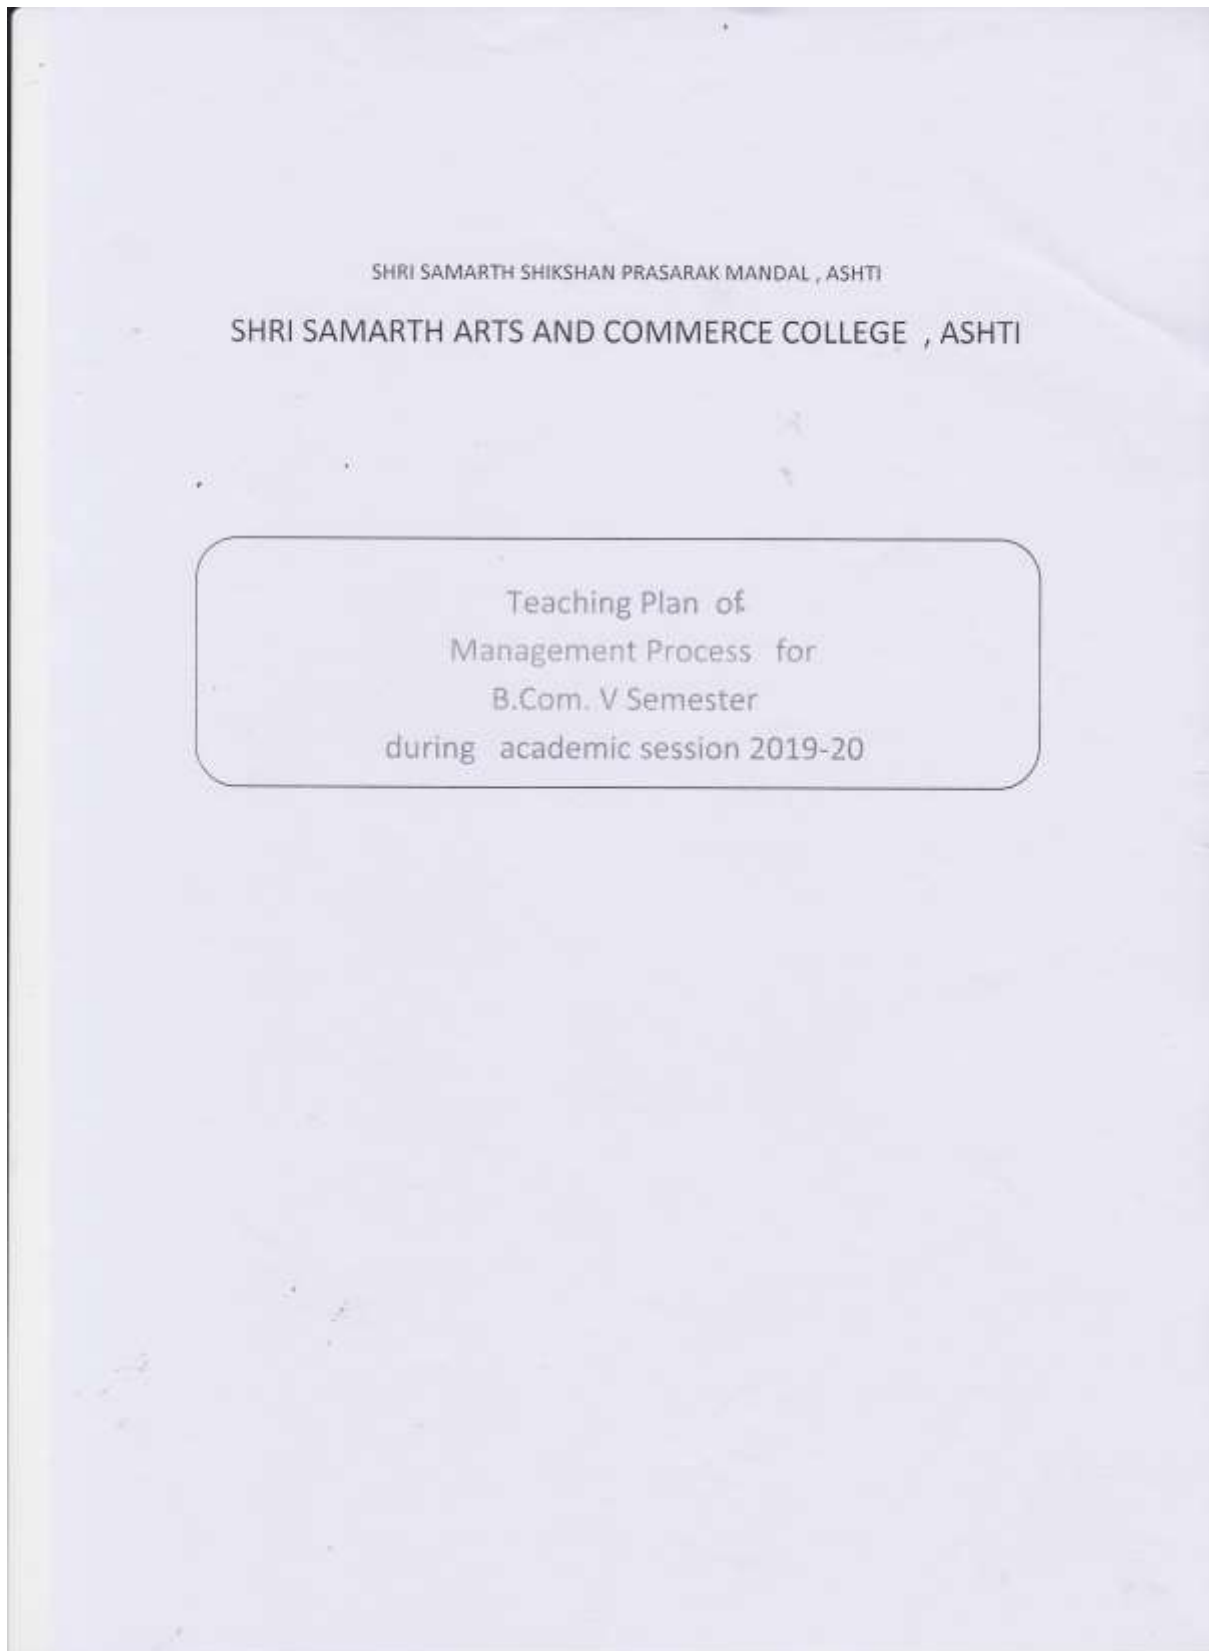 SHRI SAMARTH SHIKSHAN PRASARAK MANDAL , ASHTI
SHRI SAMARTH ARTS AND COMMERCE COLLEGE , ASHTI
Teaching Plan of
Management Process for
B.Com. V Semester
during academic session 2019-20